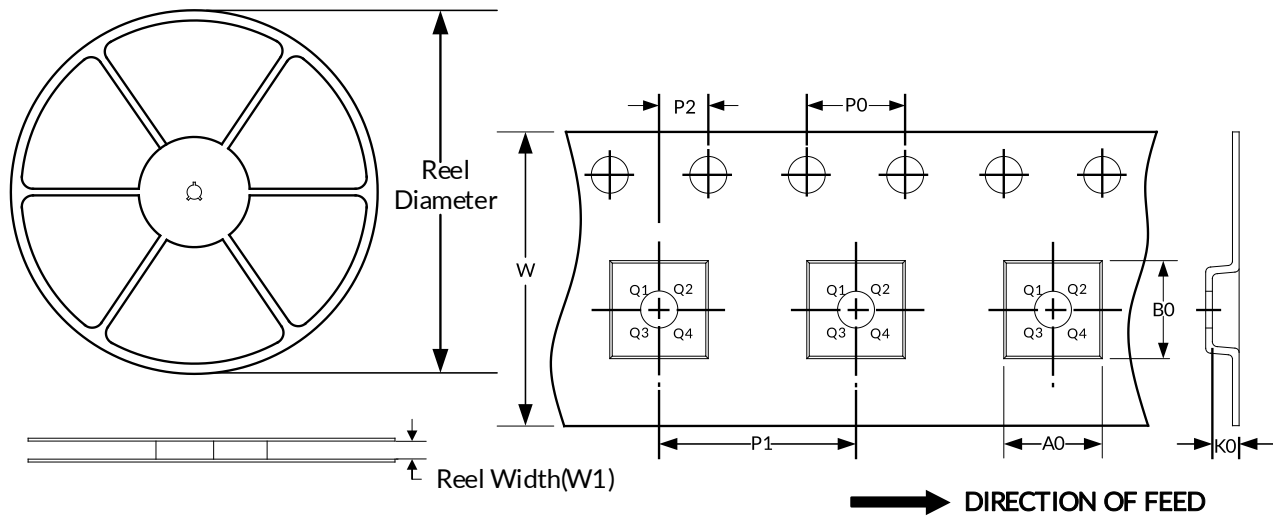 Reel
Diameter
Reel Width(W1)
P2
P0
W
Q1 Q2
Q3 Q4
Q1 Q2
Q3 Q4
Q1 Q2
Q3 Q4
B0
P1
A0
K0
DIRECTION OF FEED